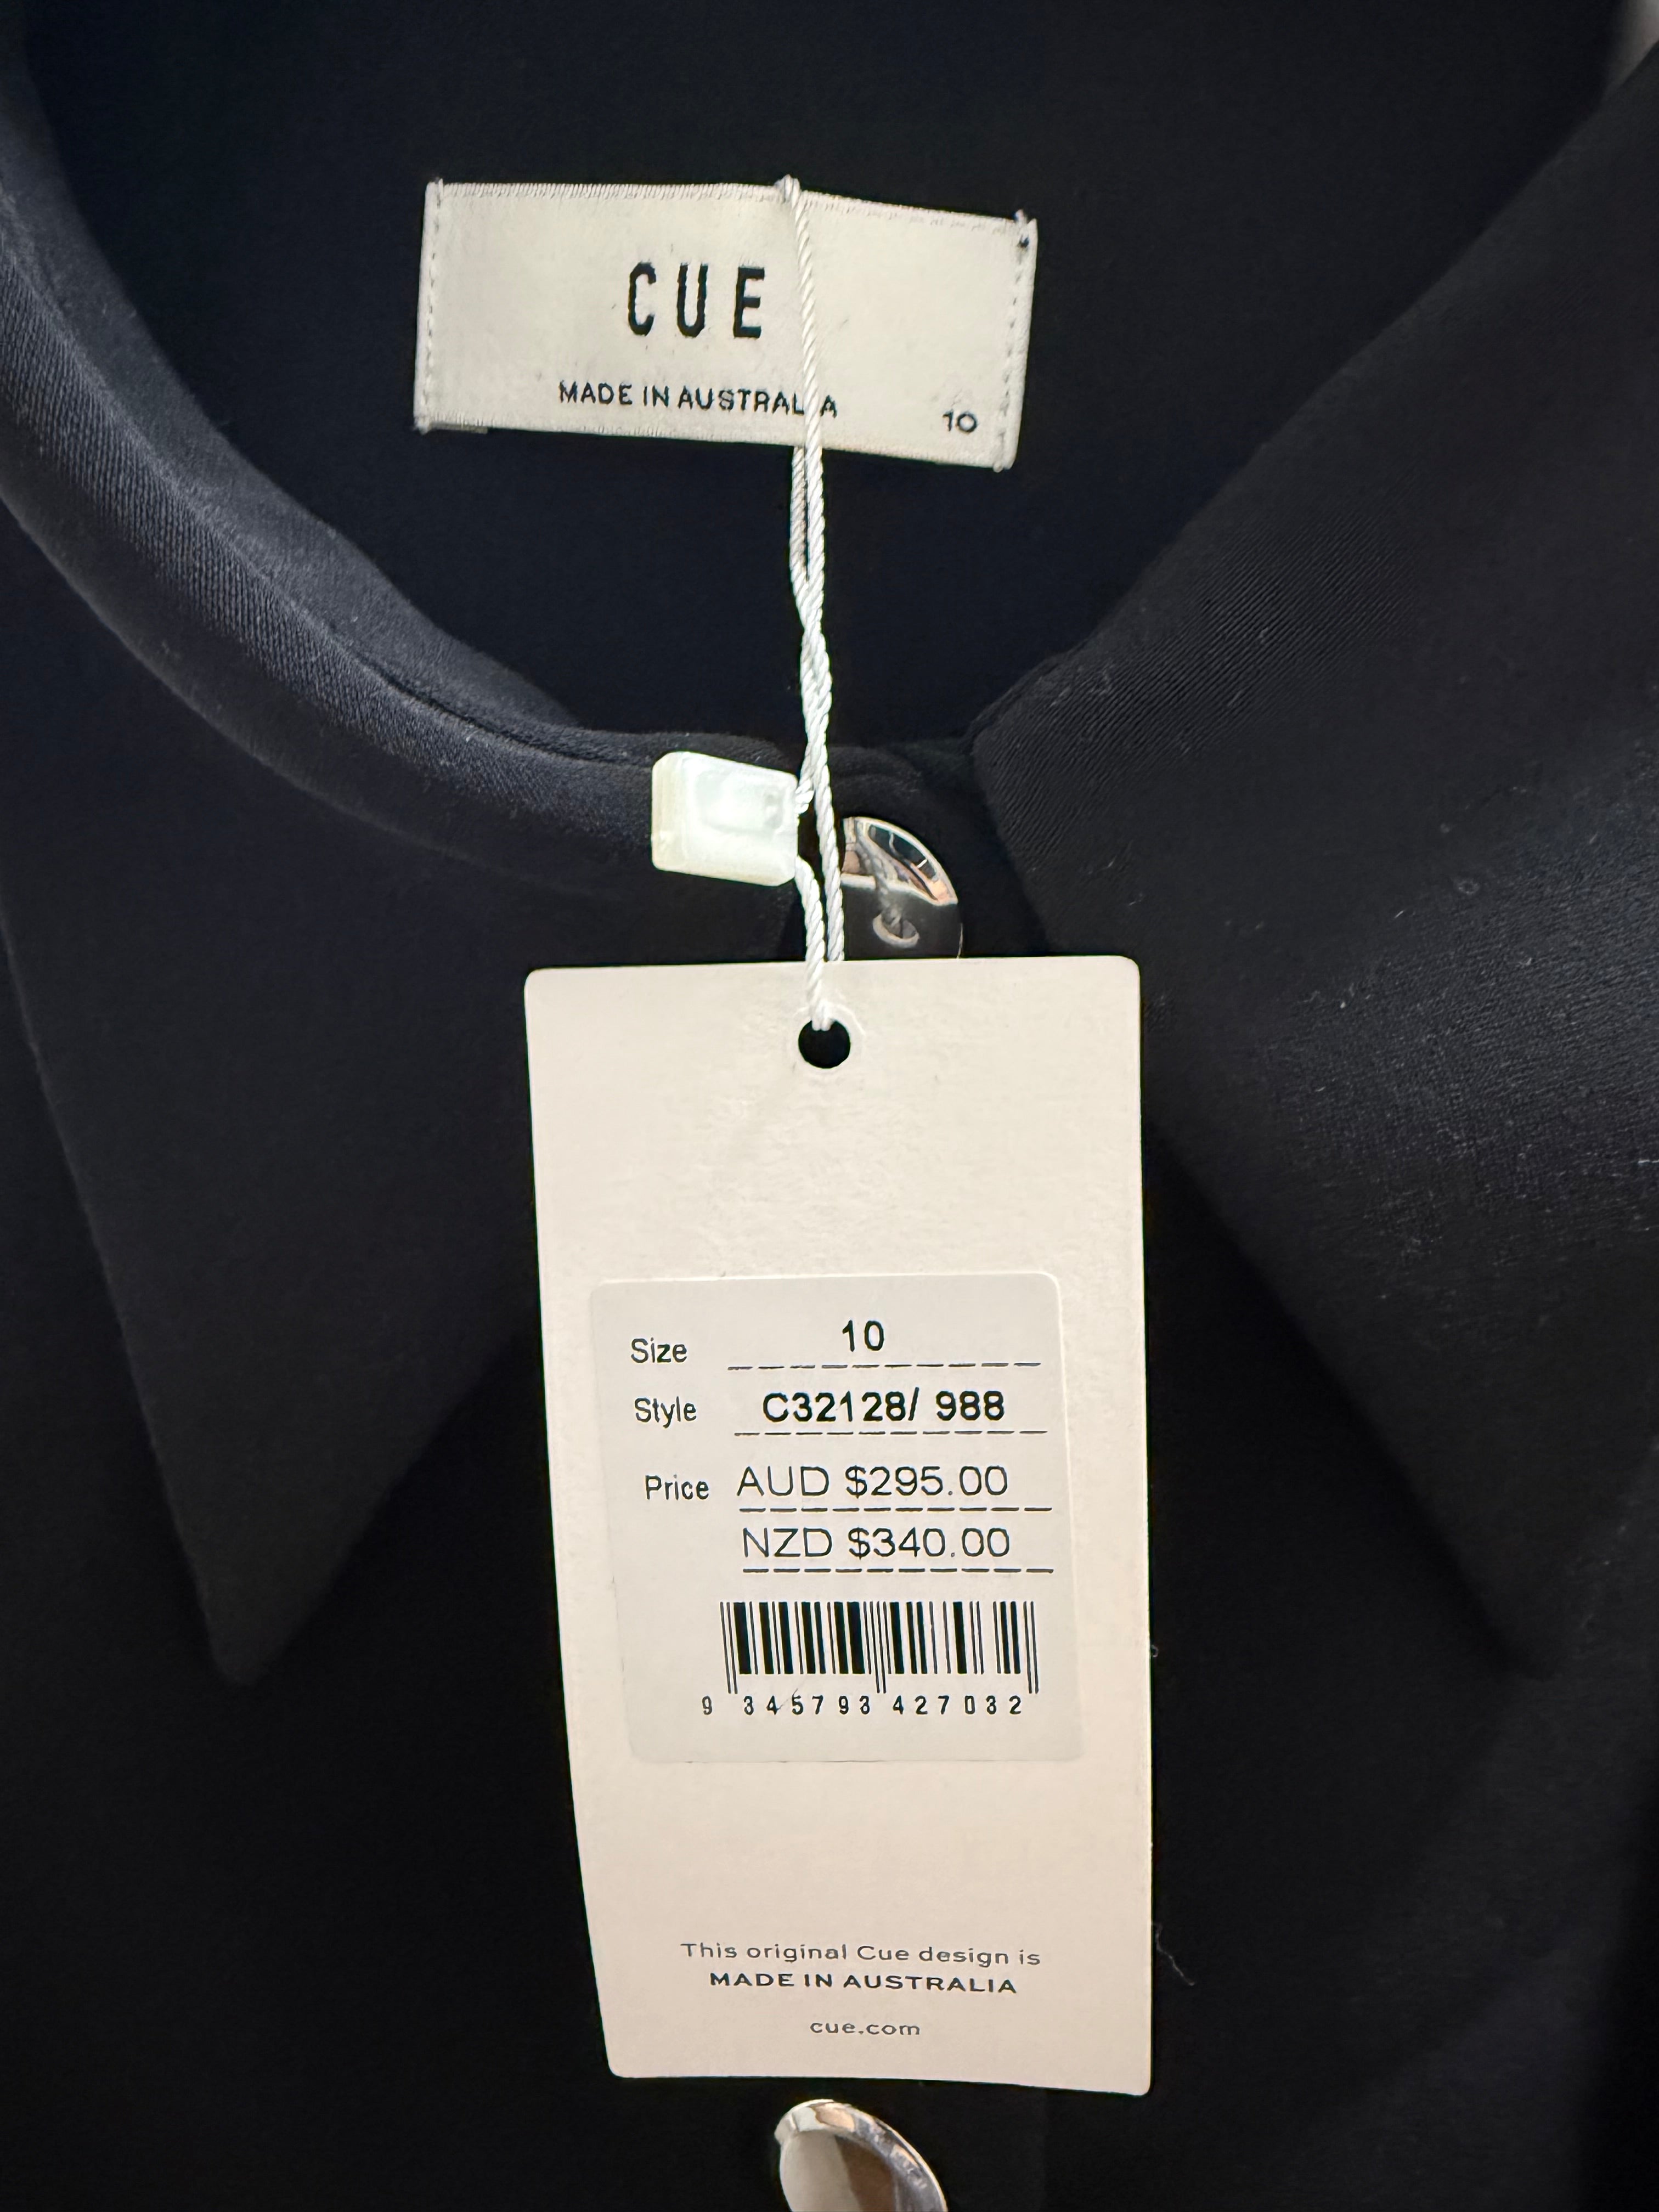 CUE
MADE IN AUSTRALIA
10
Size 10
Style C32128/ 988
Price AUD $295.00
NZD $340.00
9 345793 427032
This original Cue design is
MADE IN AUSTRALIA
cue.com